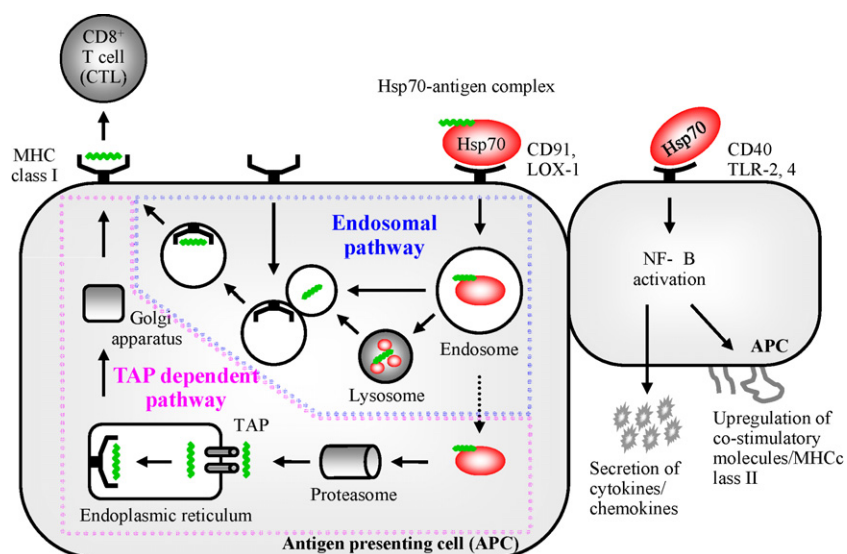 CD8+
T cell
(CTL)
Hsp70-antigen complex
MHC
class I
Hsp70
CD91,
LOX-1
Hsp70
CD40
TLR-2, 4
Endosomal
pathway
NF- B
activation
Golgi
apparatus
Endosome
Lysosome
APC
TAP dependent
pathway
TAP
Upregulation of
co-stimulatory
molecules/MHCc
lass II
Proteasome
Secretion of
cytokines/
chemokines
Endoplasmic reticulum
Antigen presenting cell (APC)